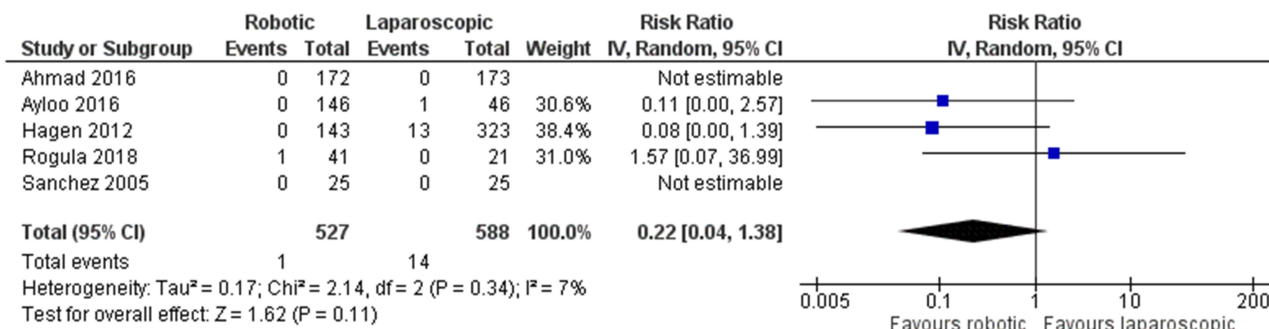 Robotic Laparoscopic Risk Ratio Risk Ratio
Study or Subgroup Events Total Events Total Weight IV, Random, 95% CI IV, Random, 95% CI
Ahmad 2016 0 172 0 173 Not estimable
Ayloo 2016 0 146 1 46 30.6% 0.11 [0.00, 2.57]
Hagen 2012 0 143 13 323 38.4% 0.08 [0.00, 1.39]
Rogula 2018 1 41 0 21 31.0% 1.57 [0.07, 36.99]
Sanchez 2005 0 25 0 25 Not estimable
Total (95% CI) 527 588 100.0% 0.22 [0.04, 1.38]
Total events 1 14
Heterogeneity: Tau² = 0.17; Chi² = 2.14, df = 2 (P = 0.34); I² = 7%
Test for overall effect: Z = 1.62 (P = 0.11)
0.005 0.1 1 10 200
Favours robotic Favours laparoscopic